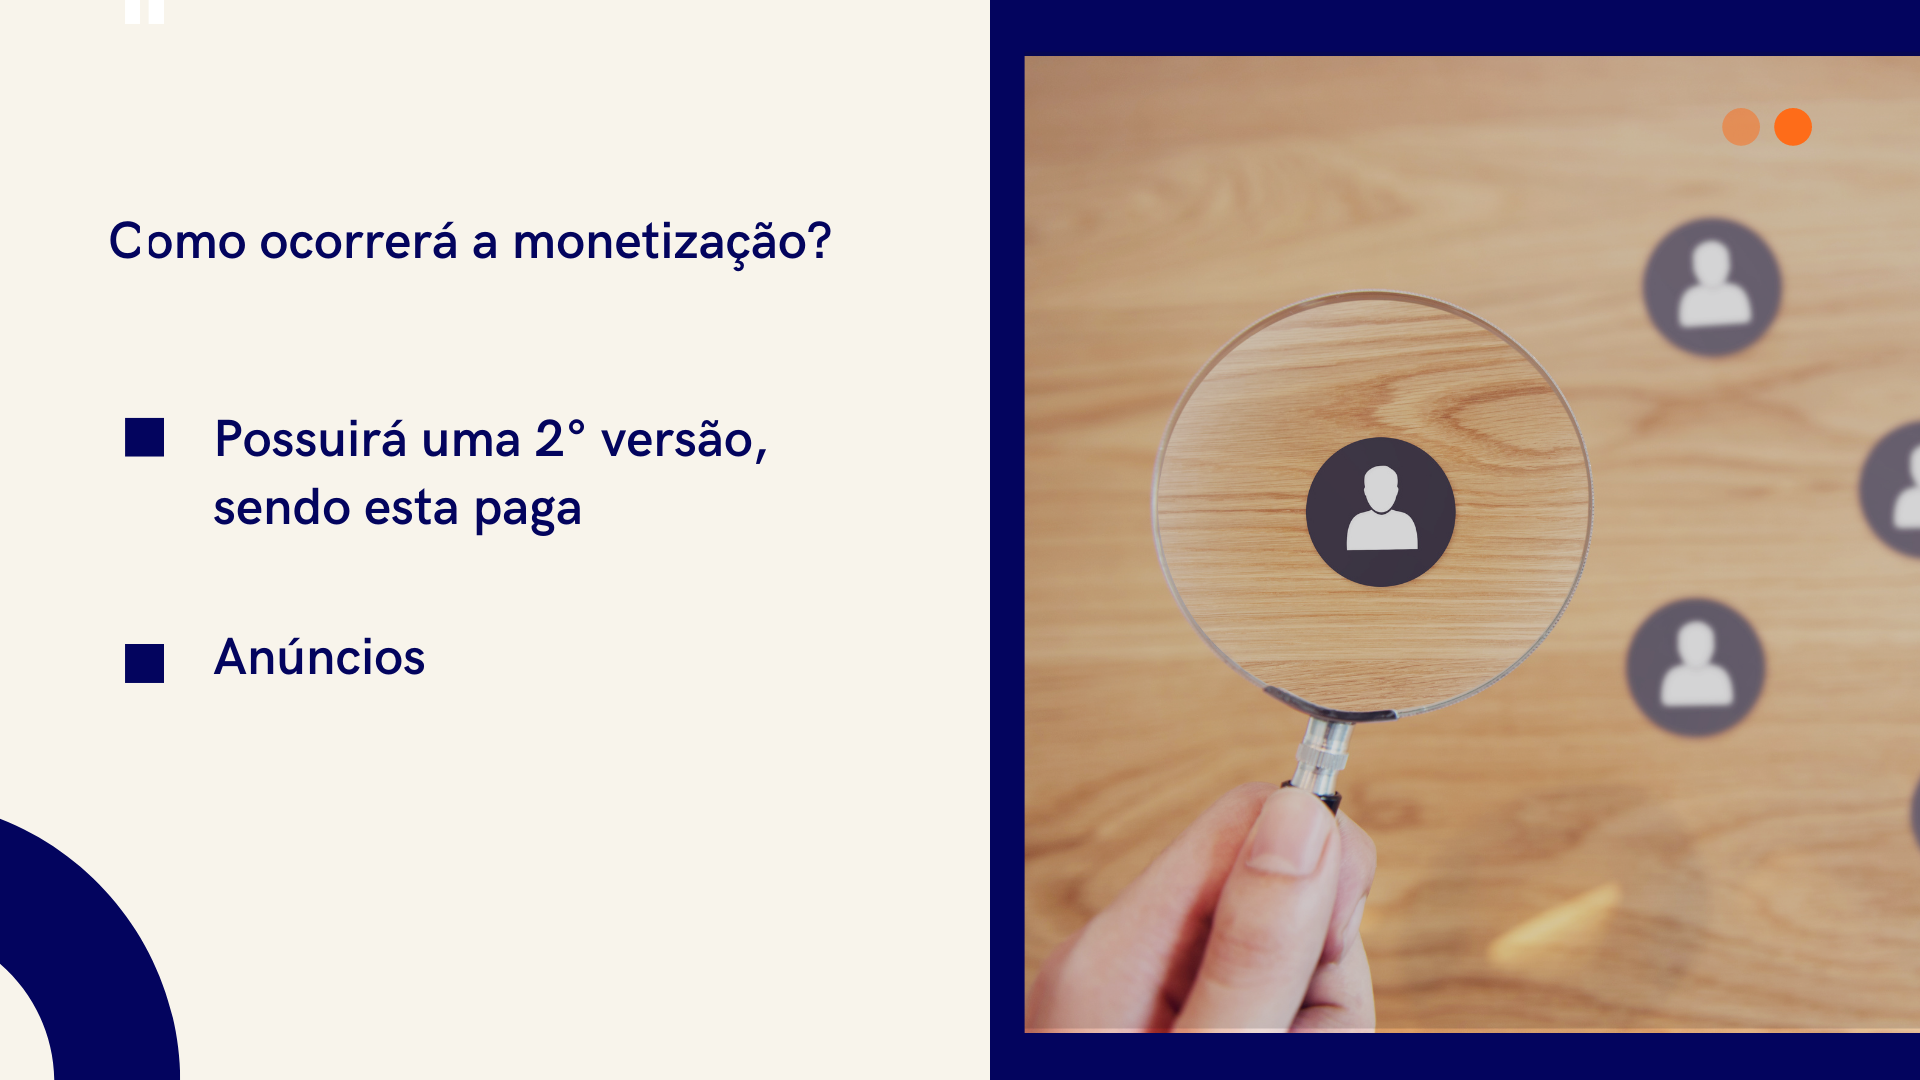 Como ocorrerá a monetização?
Possuirá uma 2° versão,
sendo esta paga
Anúncios